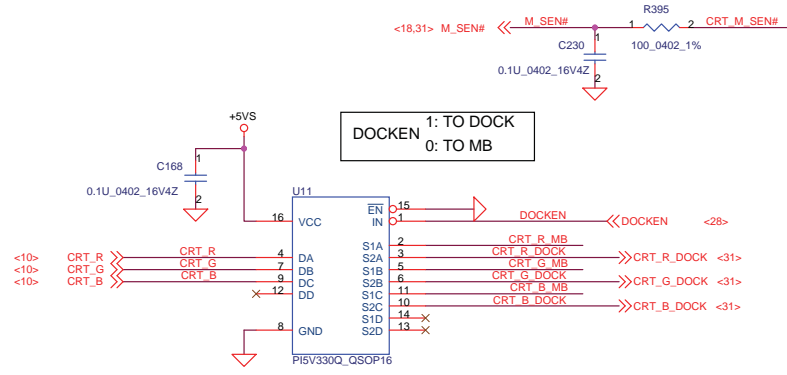 R395
<18,31> M_SEN# M_SEN# 1 2 CRT_M_SEN#
C230 1 100_0402_1%
0.1U_0402_16V4Z
2
+5VS
DOCKEN 1: TO DOCK
0: TO MB
C168 1
0.1U_0402_16V4Z
2
U11
16 VCC EN 15
IN 1 DOCKEN DOCKEN <28>
S1A 2 CRT_R_MB
<10> CRT_R CRT_R 4 DA S2A 3 CRT_R_DOCK CRT_R_DOCK <31>
<10> CRT_G CRT_G 7 DB S1B 5 CRT_G_MB
<10> CRT_B CRT_B 9 DC S2B 6 CRT_G_DOCK CRT_G_DOCK <31>
12 DD S1C 11 CRT_B_MB
S2C 10 CRT_B_DOCK CRT_B_DOCK <31>
S1D 14
8 GND S2D 13
PI5V330Q_QSOP16